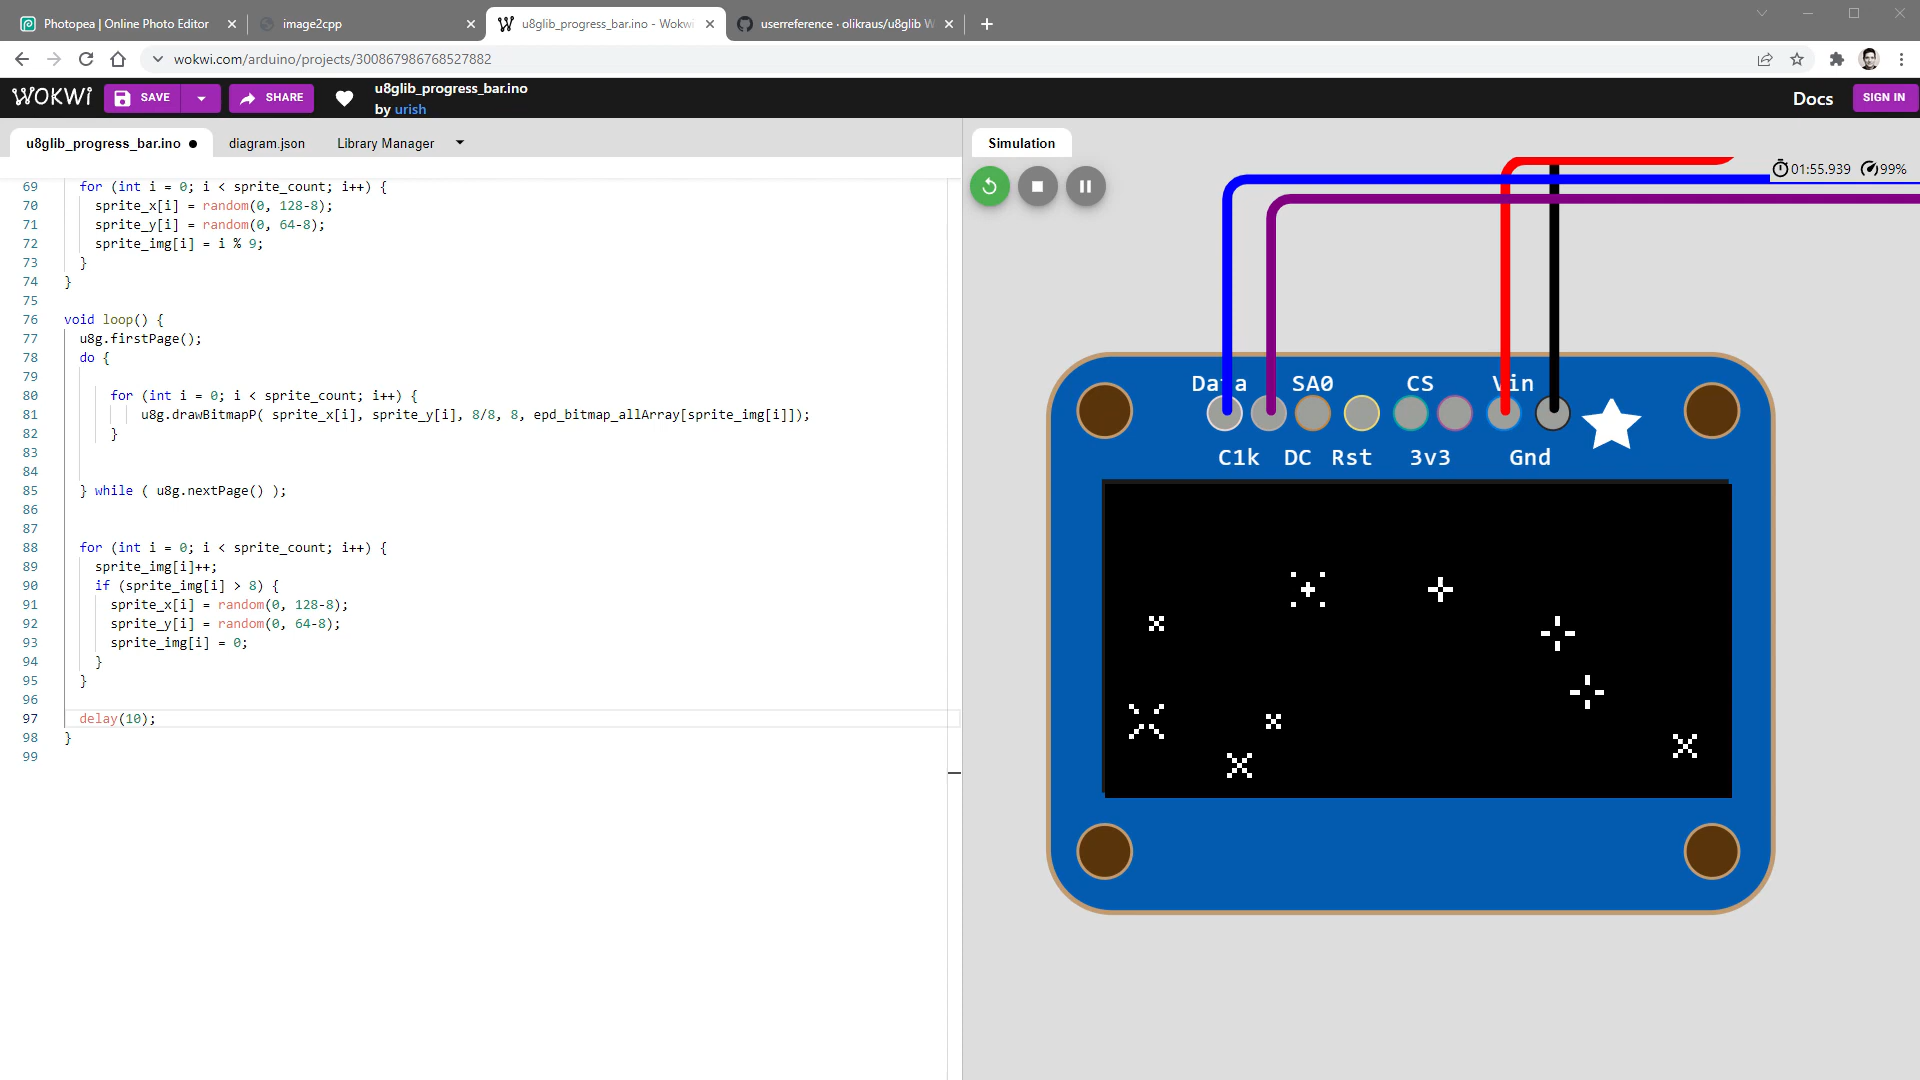 Photopea | Online Photo Editor
image2cpp
u8glib_progress_bar.ino - Wokwi
userreference · olikraus/u8glib W
wokwi.com/arduino/projects/300867986768527882
WOKWi
SAVE
SHARE
u8glib_progress_bar.ino
by urish
Docs
SIGN IN
u8glib_progress_bar.ino
diagram.json
Library Manager
Simulation
01:55.939
99%
69 for (int i = 0; i < sprite_count; i++) {
70 sprite_x[i] = random(0, 128-8);
71 sprite_y[i] = random(0, 64-8);
72 sprite_img[i] = i % 9;
73 }
74 }
75
76 void loop() {
77 u8g.firstPage();
78 do {
79
80 for (int i = 0; i < sprite_count; i++) {
81 u8g.drawBitmapP( sprite_x[i], sprite_y[i], 8/8, 8, epd_bitmap_allArray[sprite_img[i]]);
82 }
83
84
85 } while ( u8g.nextPage() );
86
87
88 for (int i = 0; i < sprite_count; i++) {
89 sprite_img[i]++;
90 if (sprite_img[i] > 8) {
91 sprite_x[i] = random(0, 128-8);
92 sprite_y[i] = random(0, 64-8);
93 sprite_img[i] = 0;
94 }
95 }
96
97 delay(10);
98 }
99
Data SA0 CS Vin
C1k DC Rst 3v3 Gnd